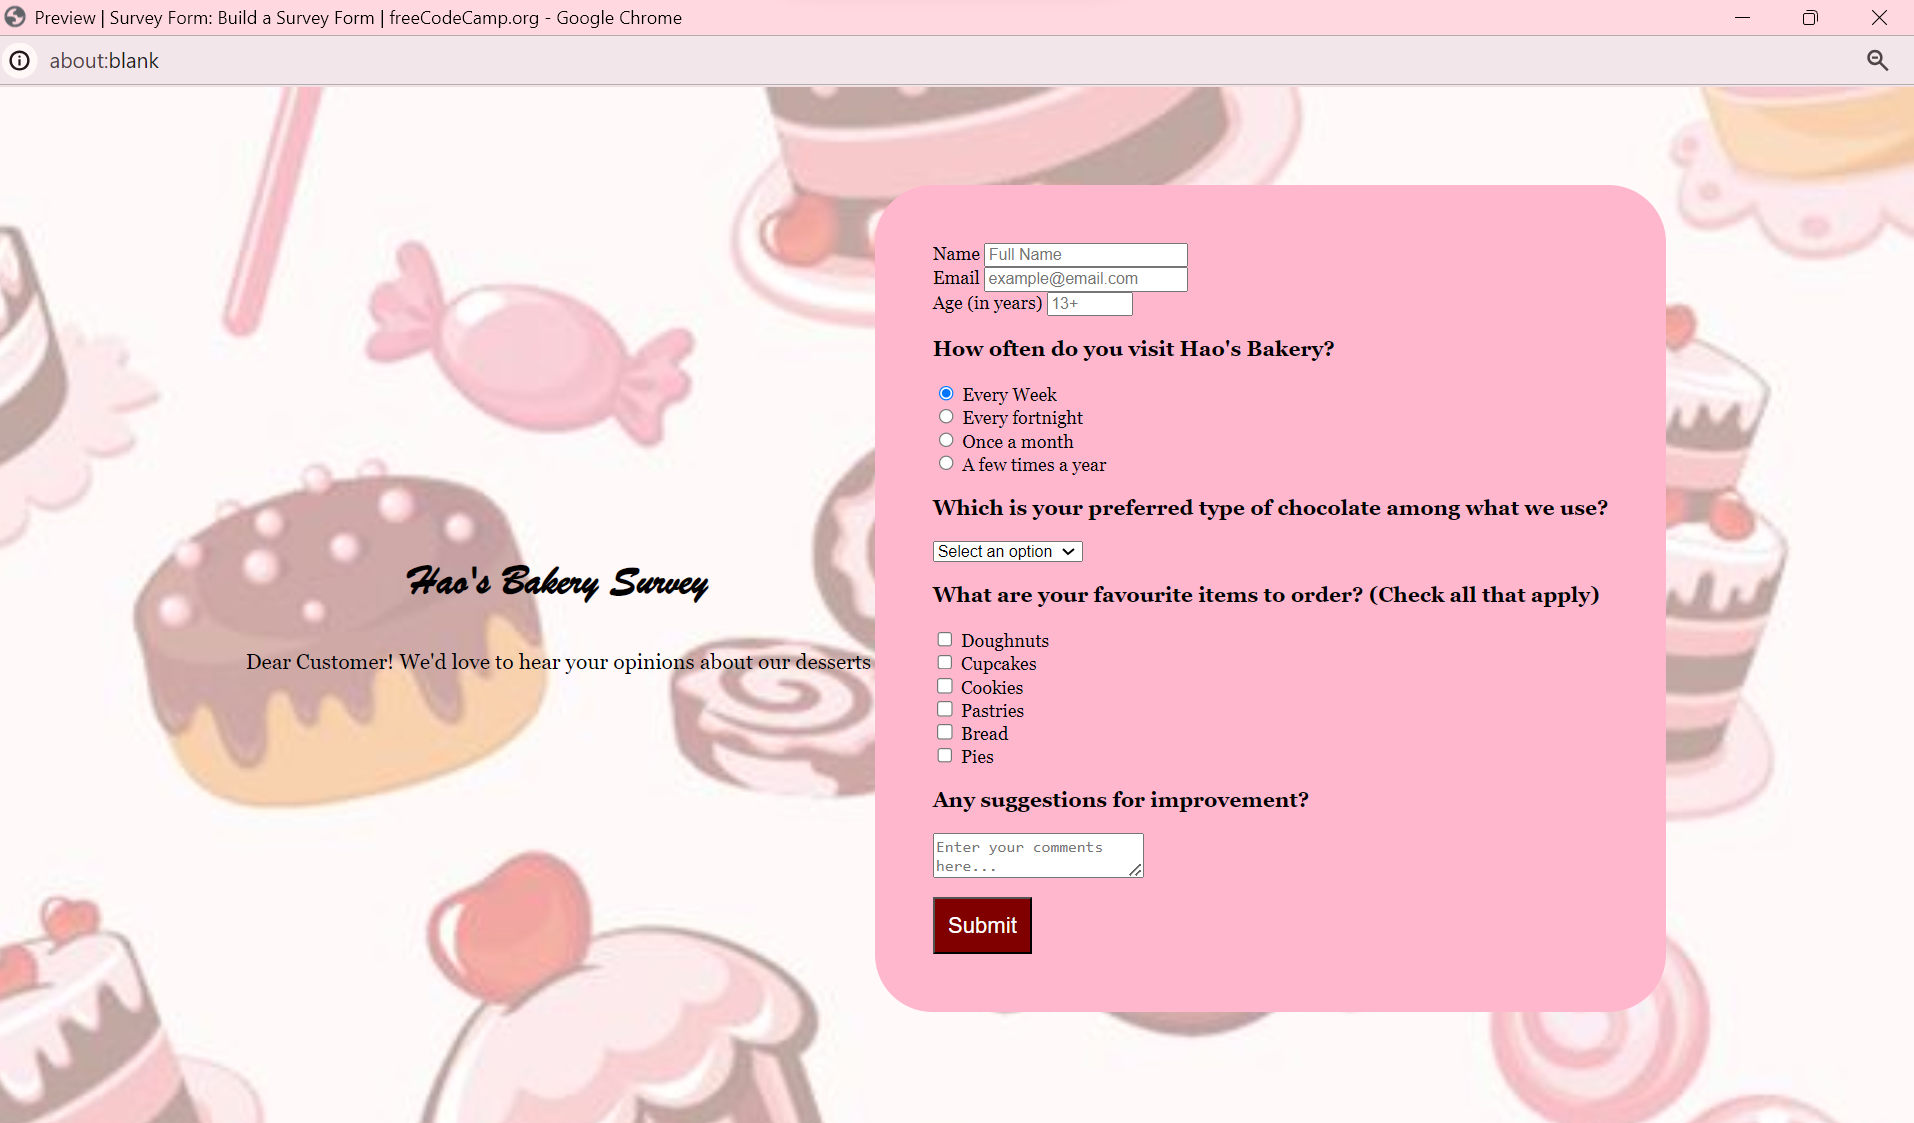 Preview | Survey Form: Build a Survey Form | freeCodeCamp.org - Google Chrome
about:blank
Hao's Bakery Survey
Dear Customer! We'd love to hear your opinions about our desserts
Name Full Name
Email example@email.com
Age (in years) 13+
How often do you visit Hao's Bakery?
Every Week
Every fortnight
Once a month
A few times a year
Which is your preferred type of chocolate among what we use?
Select an option
What are your favourite items to order? (Check all that apply)
Doughnuts
Cupcakes
Cookies
Pastries
Bread
Pies
Any suggestions for improvement?
Enter your comments
here...
Submit